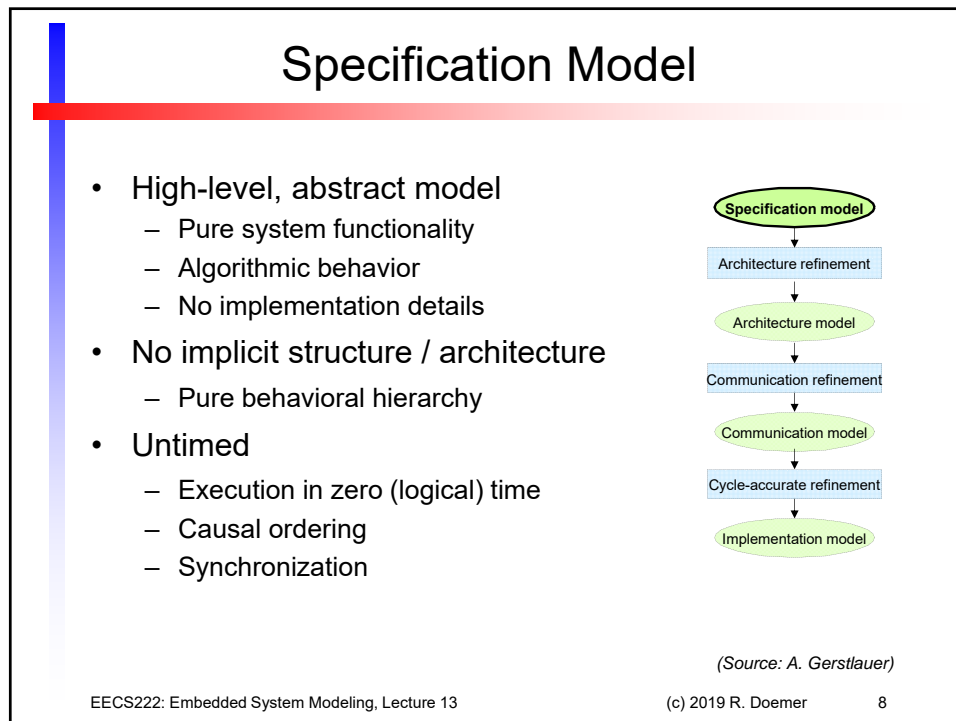 Specification Model
• High-level, abstract model
– Pure system functionality
– Algorithmic behavior
– No implementation details
• No implicit structure / architecture
– Pure behavioral hierarchy
• Untimed
– Execution in zero (logical) time
– Causal ordering
– Synchronization
Specification model
Architecture refinement
Architecture model
Communication refinement
Communication model
Cycle-accurate refinement
Implementation model
(Source: A. Gerstlauer)
EECS222: Embedded System Modeling, Lecture 13 (c) 2019 R. Doemer 8